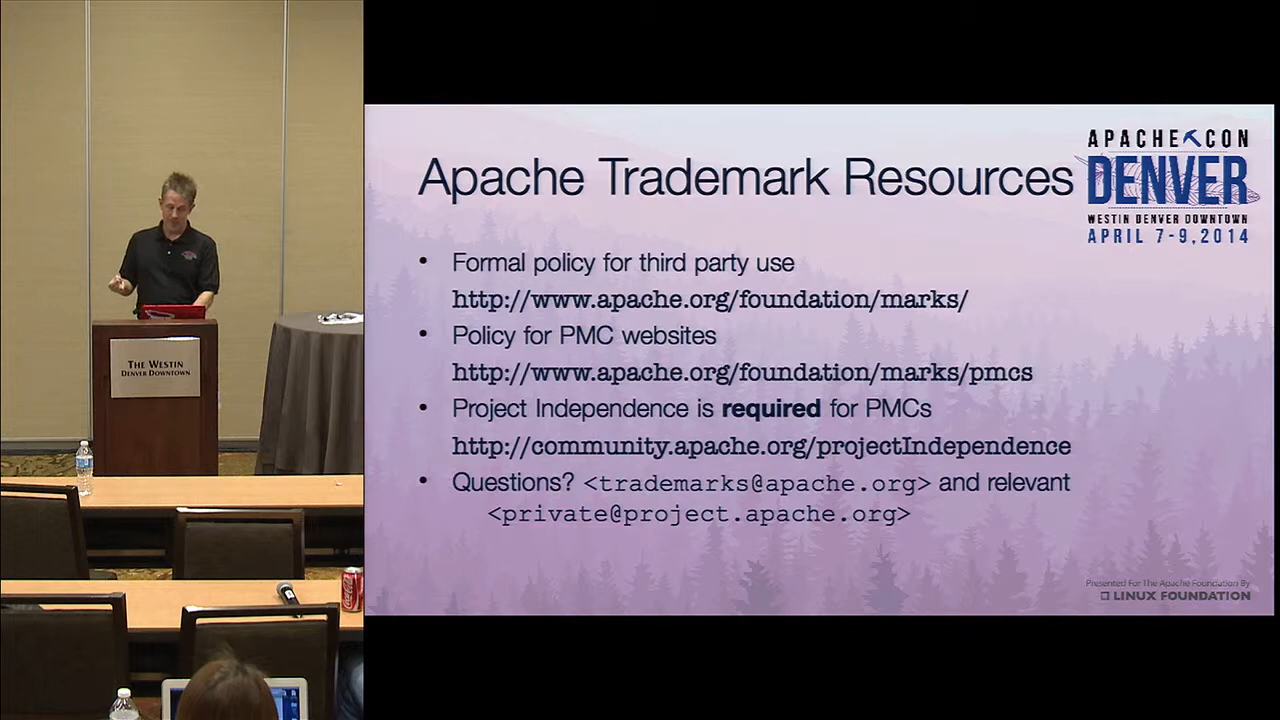 THE WESTIN
DENVER DOWNTOWN
Apache Trademark Resources
APACHE CON
DENVER
WESTIN DENVER DOWNTOWN
APRIL 7-9, 2014
• Formal policy for third party use
http://www.apache.org/foundation/marks/
• Policy for PMC websites
http://www.apache.org/foundation/marks/pmcs
• Project Independence is required for PMCs
http://community.apache.org/projectIndependence
• Questions? <trademarks@apache.org> and relevant
<private@project.apache.org>
Presented For The Apache Foundation By
LINUX FOUNDATION